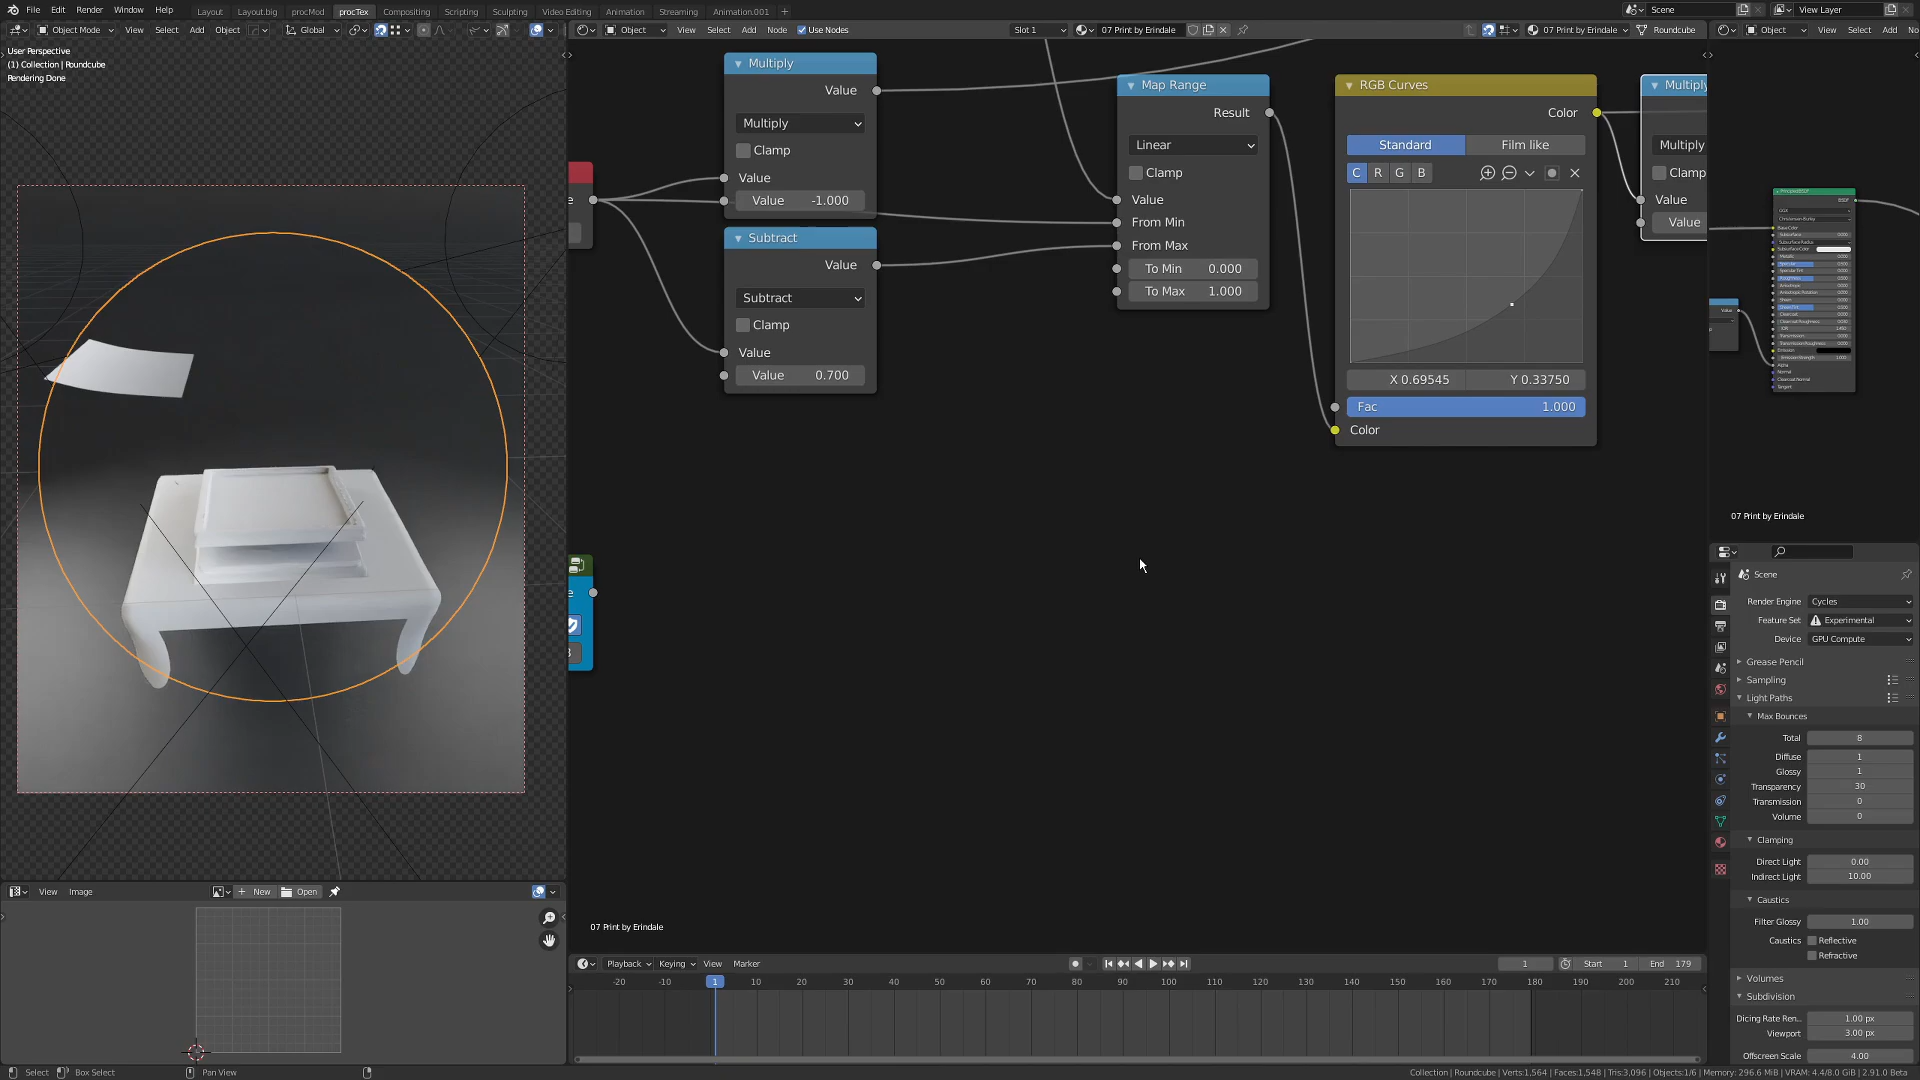 File Edit Render Window Help Layout Layout.big procMod procTex Compositing Scripting Sculpting Video Editing Animation Streaming Animation.001 + Scene View Layer
Object Mode View Select Add Object Global Object View Select Add Node Use Nodes Slot 1 07 Print by Erindale 07 Print by Erindale Roundcube Object View Select Add No
User Perspective
(1) Collection | Roundcube
Rendering Done
Multiply
Value
Multiply
Clamp
Value
Value -1.000
Subtract
Value
Subtract
Clamp
Value
Value 0.700
Map Range
Result
Linear
Clamp
Value
From Min
From Max
To Min 0.000
To Max 1.000
RGB Curves
Color
Standard Film like
C R G B
X 0.69545 Y 0.33750
Fac 1.000
Color
Multiply
Multiply
Clamp
Value
Value
07 Print by Erindale
Scene
Render Engine Cycles
Feature Set Experimental
Device GPU Compute
Grease Pencil
Sampling
Light Paths
Max Bounces
Total 8
Diffuse 1
Glossy 1
Transparency 30
Transmission 0
Volume 0
Clamping
Direct Light 0.00
Indirect Light 10.00
Caustics
Filter Glossy 1.00
Caustics Reflective
Refractive
Volumes
Subdivision
Dicing Rate Ren... 1.00 px
Viewport 3.00 px
Offscreen Scale 4.00
View Image + New Open
07 Print by Erindale
Playback Keying View Marker 1 Start 1 End 179
-20 -10 1 10 20 30 40 50 60 70 80 90 100 110 120 130 140 150 160 170 180 190 200 210
Select Box Select Pan View Collection | Roundcube | Verts:1,564 | Faces:1,548 | Tris:3,096 | Objects:1/6 | Memory: 296.6 MiB | VRAM: 4.4/8.0 GiB | 2.91.0 Beta